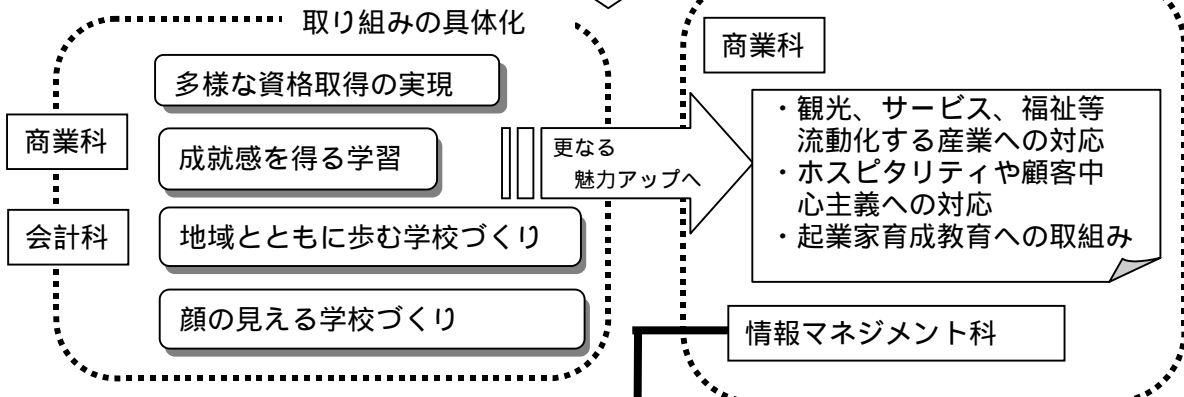 取り組みの具体化
商業科
会計科
多様な資格取得の実現
成就感を得る学習
地域とともに歩む学校づくり
顔の見える学校づくり
更なる
魅力アップへ
商業科
・観光、サービス、福祉等
流動化する産業への対応
・ホスピタリティや顧客中
心主義への対応
・起業家育成教育への取組み
情報マネジメント科